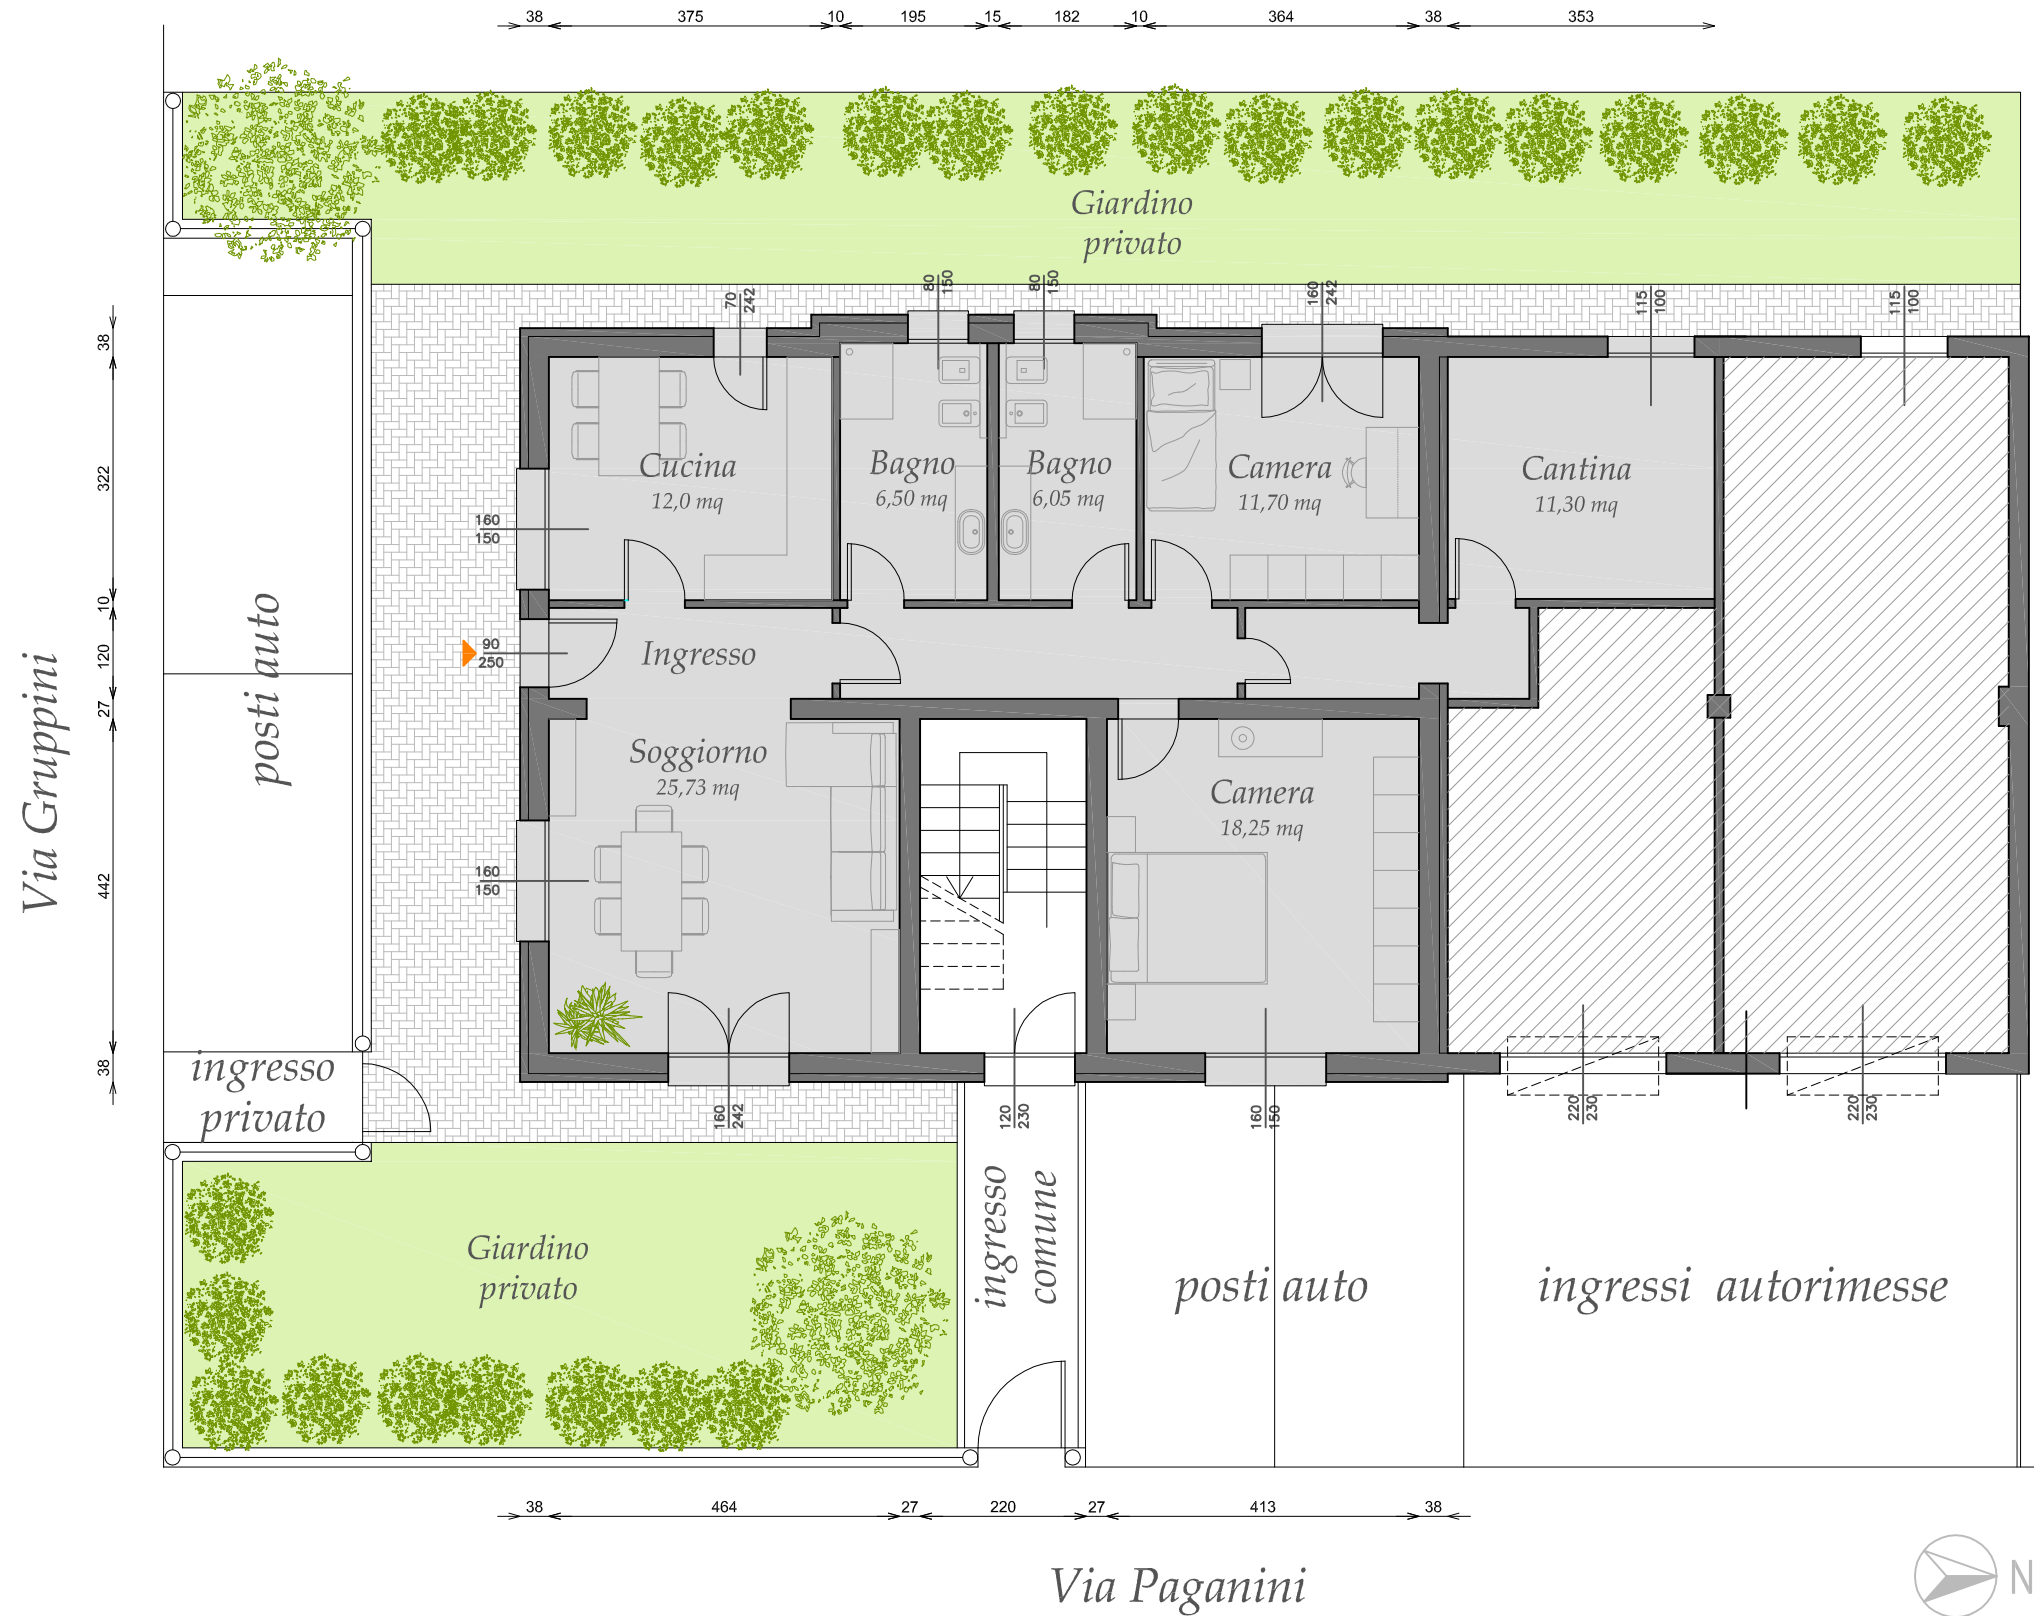 38 375 10 195 15 182 10 364 38 353
Giardino
privato
70
242
80
150
80
150
160
242
115
100
115
100
38
322
10
120
27
442
38
Cucina
12,0 mq
Bagno
6,50 mq
Bagno
6,05 mq
Camera
11,70 mq
Cantina
11,30 mq
160
150
90
250
Ingresso
posti auto
Via Gruppini
Soggiorno
25,73 mq
Camera
18,25 mq
160
150
ingresso
privato
160
242
120
230
160
150
220
230
220
230
Giardino
privato
ingresso
comune
posti auto
ingressi autorimesse
38 464 27 220 27 413 38
Via Paganini
N